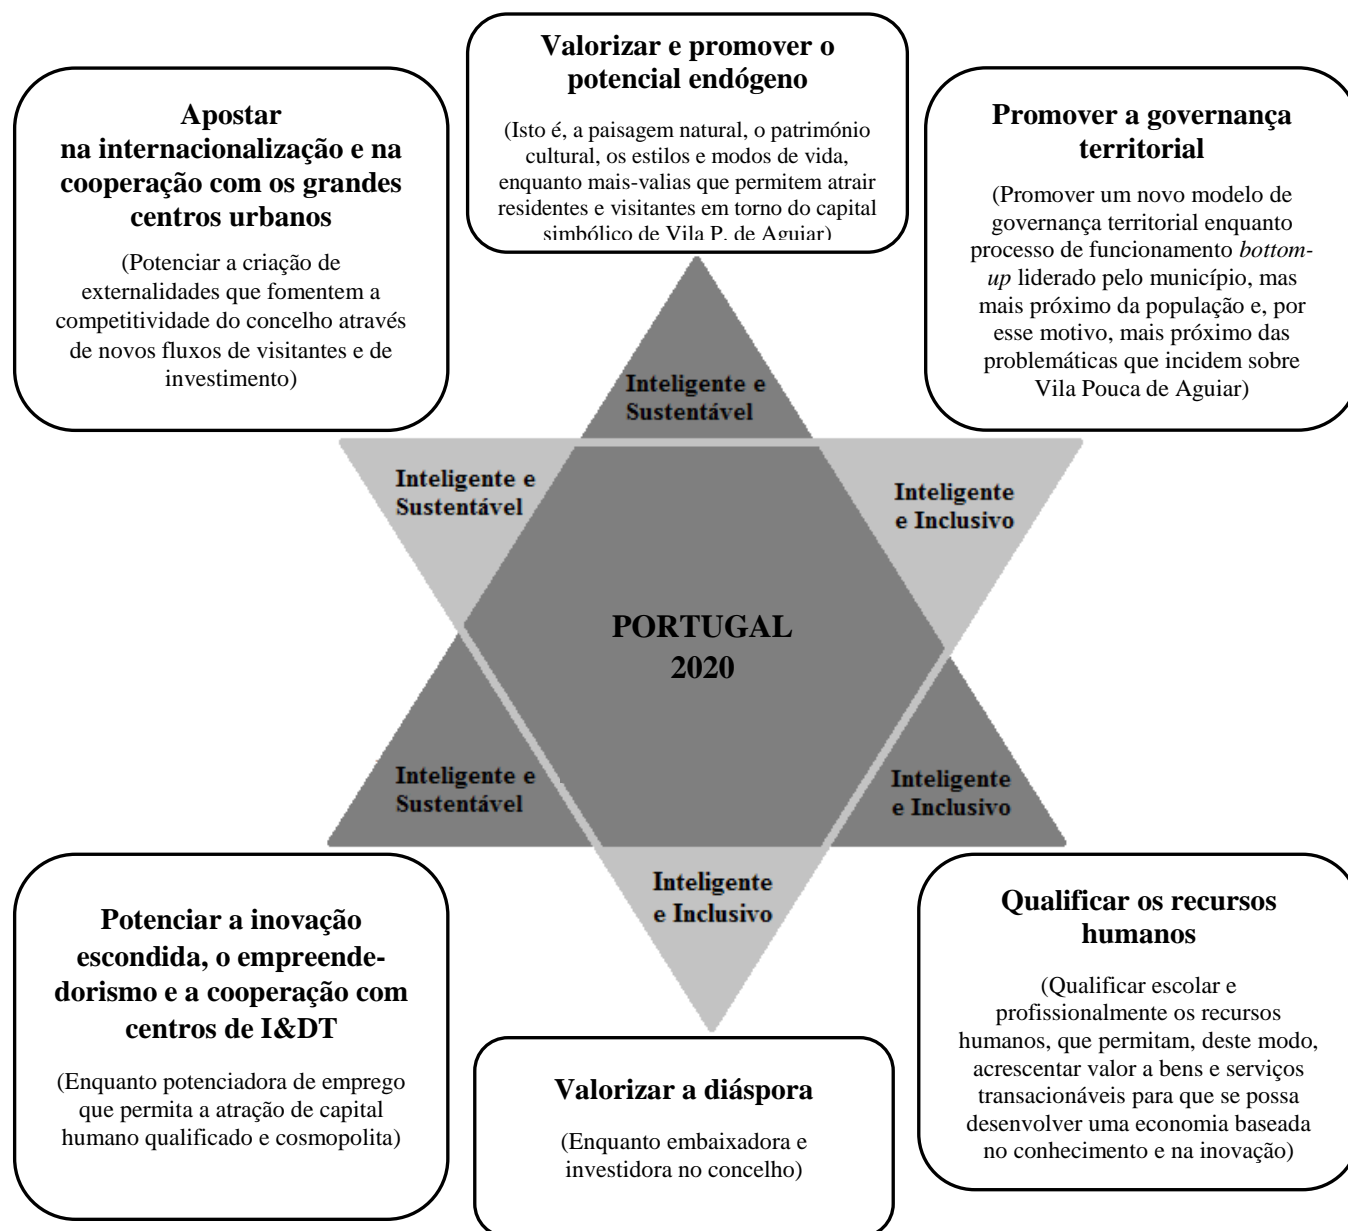 Valorizar e promover o
potencial endógeno
(Isto é, a paisagem natural, o património
cultural, os estilos e modos de vida,
enquanto mais-valias que permitem atrair
residentes e visitantes em torno do capital
simbólico de Vila P. de Aguiar)
Apostar
na internacionalização e na
cooperação com os grandes
centros urbanos
(Potenciar a criação de
externalidades que fomentem a
competitividade do concelho através
de novos fluxos de visitantes e de
investimento)
Promover a governança
territorial
(Promover um novo modelo de
governança territorial enquanto
processo de funcionamento bottom-
up liderado pelo município, mas
mais próximo da população e, por
esse motivo, mais próximo das
problemáticas que incidem sobre
Vila Pouca de Aguiar)
Inteligente e
Sustentável
Inteligente e
Sustentável
Inteligente
e Inclusivo
PORTUGAL
2020
Inteligente e
Sustentável
Inteligente
e Inclusivo
Inteligente
e Inclusivo
Potenciar a inovação
escondida, o empreende-
dorismo e a cooperação com
centros de I&DT
(Enquanto potenciadora de emprego
que permita a atração de capital
humano qualificado e cosmopolita)
Valorizar a diáspora
(Enquanto embaixadora e
investidora no concelho)
Qualificar os recursos
humanos
(Qualificar escolar e
profissionalmente os recursos
humanos, que permitam, deste modo,
acrescentar valor a bens e serviços
transacionáveis para que se possa
desenvolver uma economia baseada
no conhecimento e na inovação)